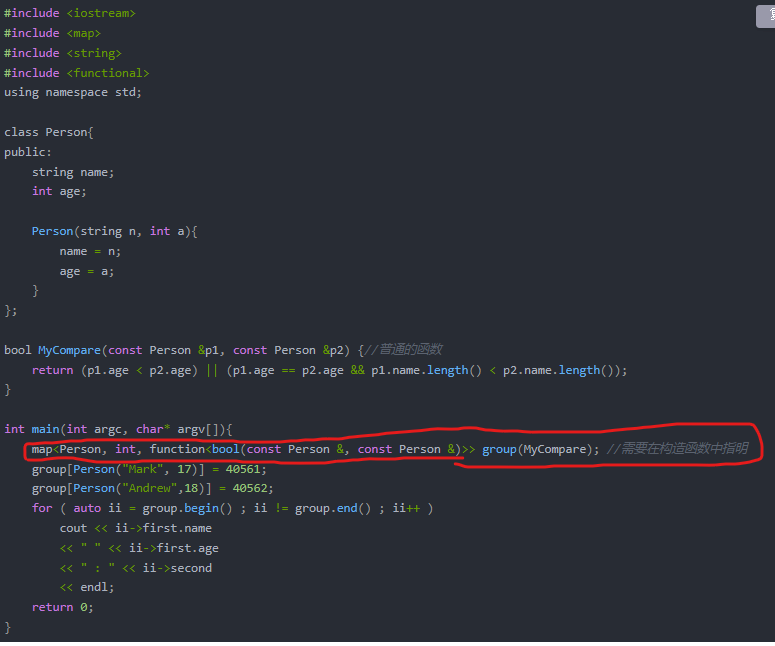 #include <iostream>
#include <map>
#include <string>
#include <functional>
using namespace std;
class Person{
public:
string name;
int age;
Person(string n, int a){
name = n;
age = a;
}
};
bool MyCompare(const Person &p1, const Person &p2) {//普通的函数
return (p1.age < p2.age) || (p1.age == p2.age && p1.name.length() < p2.name.length());
}
int main(int argc, char* argv[]){
map<Person, int, function<bool(const Person &, const Person &)>> group(MyCompare); //需要在构造函数中指明
group[Person("Mark", 17)] = 40561;
group[Person("Andrew",18)] = 40562;
for ( auto ii = group.begin() ; ii != group.end() ; ii++ )
cout << ii->first.name
<< " " << ii->first.age
<< " : " << ii->second
<< endl;
return 0;
}